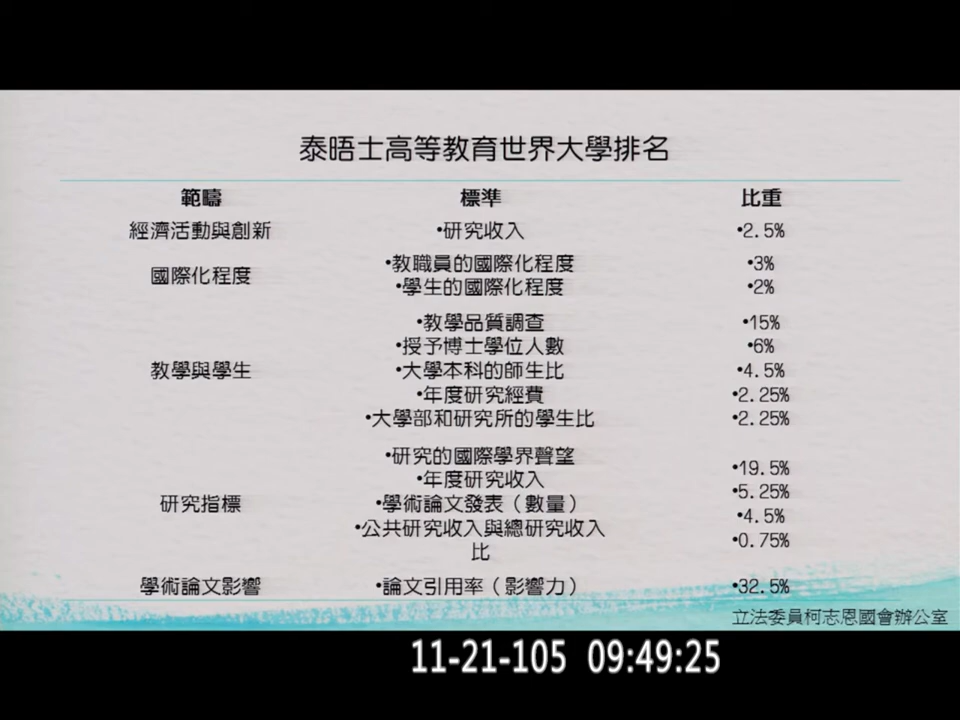 泰晤士高等教育世界大學排名
範疇 標準 比重
經濟活動與創新 •研究收入 •2.5%
國際化程度 •教職員的國際化程度 •3%
•學生的國際化程度 •2%
教學與學生 •教學品質調查 •15%
•授予博士學位人數 •6%
•大學本科的師生比 •4.5%
•年度研究經費 •2.25%
•大學部和研究所的學生比 •2.25%
研究指標 •研究的國際學界聲望 •19.5%
•年度研究收入 •5.25%
•學術論文發表（數量） •4.5%
•公共研究收入與總研究收入 •0.75%
比
學術論文影響 •論文引用率（影響力） •32.5%
立法委員柯志恩國會辦公室
11-21-105 09:49:25